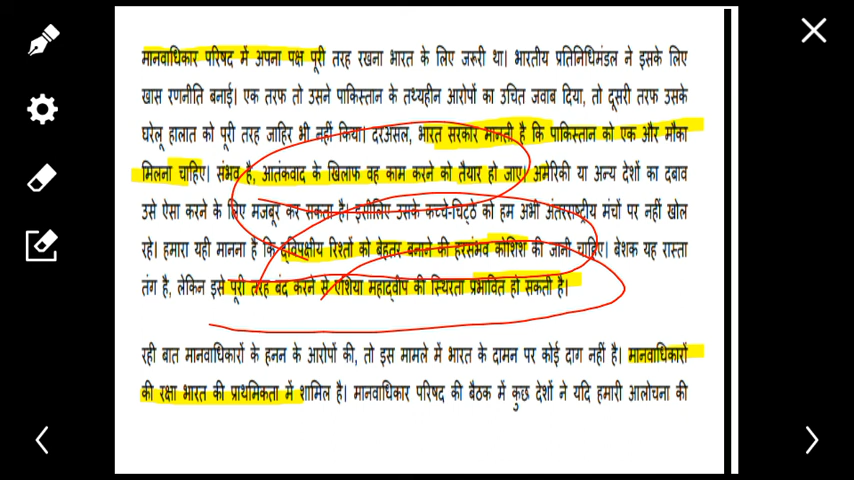 मानवाधिकार परिषद में अपना पक्ष पूरी तरह रखना भारत के लिए जरूरी था। भारतीय प्रतिनिधिमंडल ने इसके लिए
खास रणनीति बनाई। एक तरफ तो उसने पाकिस्तान के तथ्यहीन आरोपों का उचित जवाब दिया, तो दूसरी तरफ उसके
घरेलू हालात को पूरी तरह जाहिर भी नहीं किया। दरअसल, भारत सरकार मानती है कि पाकिस्तान को एक और मौका
मिलना चाहिए। संभव है, आतंकवाद के खिलाफ वह काम करने को तैयार हो जाए। अमेरिकी या अन्य देशों का दबाव
उसे ऐसा करने के लिए मजबूर कर सकता है। इसीलिए उसके कच्चे-चिट्ठे को हम अभी अंतरराष्ट्रीय मंचों पर नहीं खोल
रहे। हमारा यही मानना है कि द्विपक्षीय रिश्तों को बेहतर बनाने की हरसंभव कोशिश की जानी चाहिए। बेशक यह रास्ता
तंग है, लेकिन इसे पूरी तरह बंद करने से एशिया महाद्वीप की स्थिरता प्रभावित हो सकती है।
रही बात मानवाधिकारों के हनन के आरोपों की, तो इस मामले में भारत के दामन पर कोई दाग नहीं है। मानवाधिकारों
की रक्षा भारत की प्राथमिकता में शामिल है। मानवाधिकार परिषद की बैठक में कुछ देशों ने यदि हमारी आलोचना की